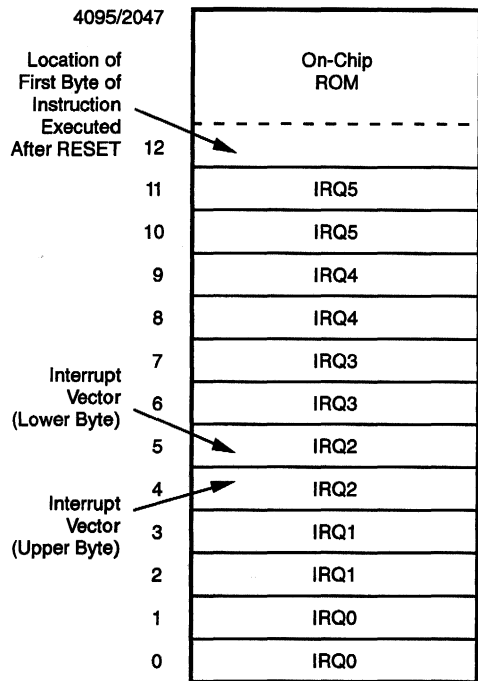 4095/2047
Location of
First Byte of
Instruction
Executed
After RESET
On-Chip
ROM
12
11 IRQ5
10 IRQ5
9 IRQ4
8 IRQ4
7 IRQ3
Interrupt
Vector
(Lower Byte)
6 IRQ3
5 IRQ2
4 IRQ2
Interrupt
Vector
(Upper Byte)
3 IRQ1
2 IRQ1
1 IRQ0
0 IRQ0